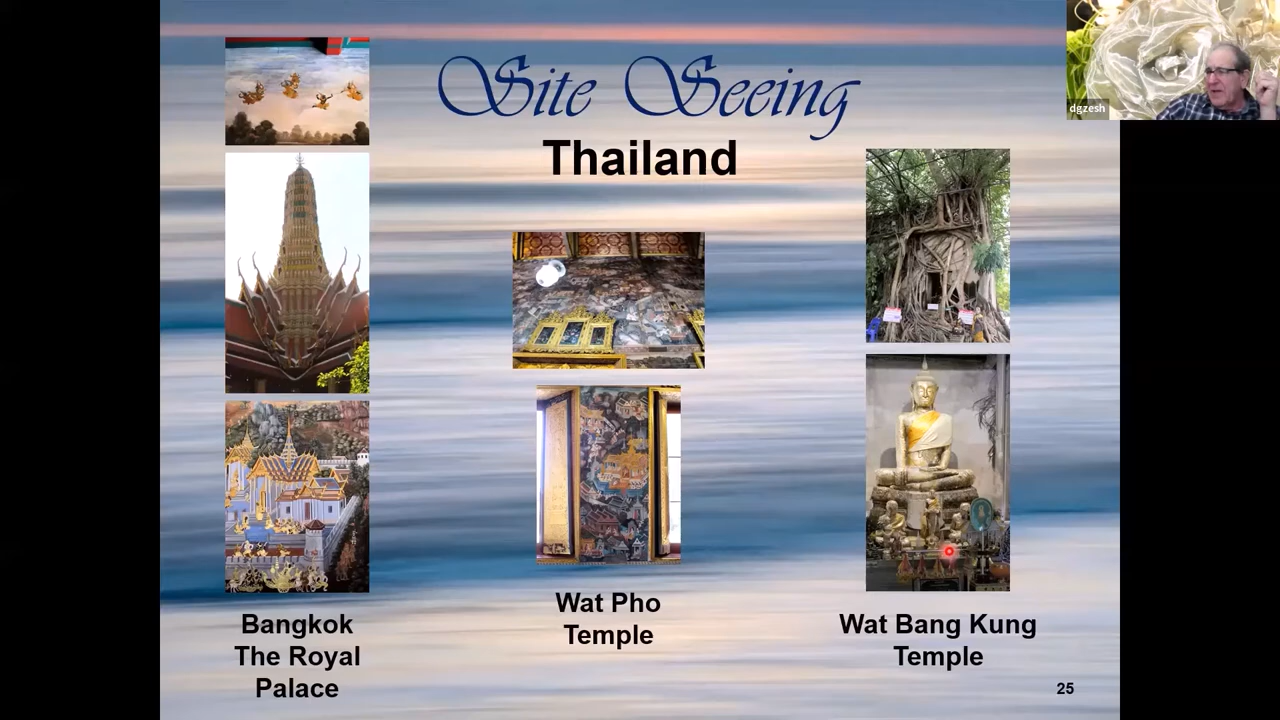 Site Seeing
Thailand
dgzesh
Bangkok
The Royal
Palace
Wat Pho
Temple
Wat Bang Kung
Temple
25